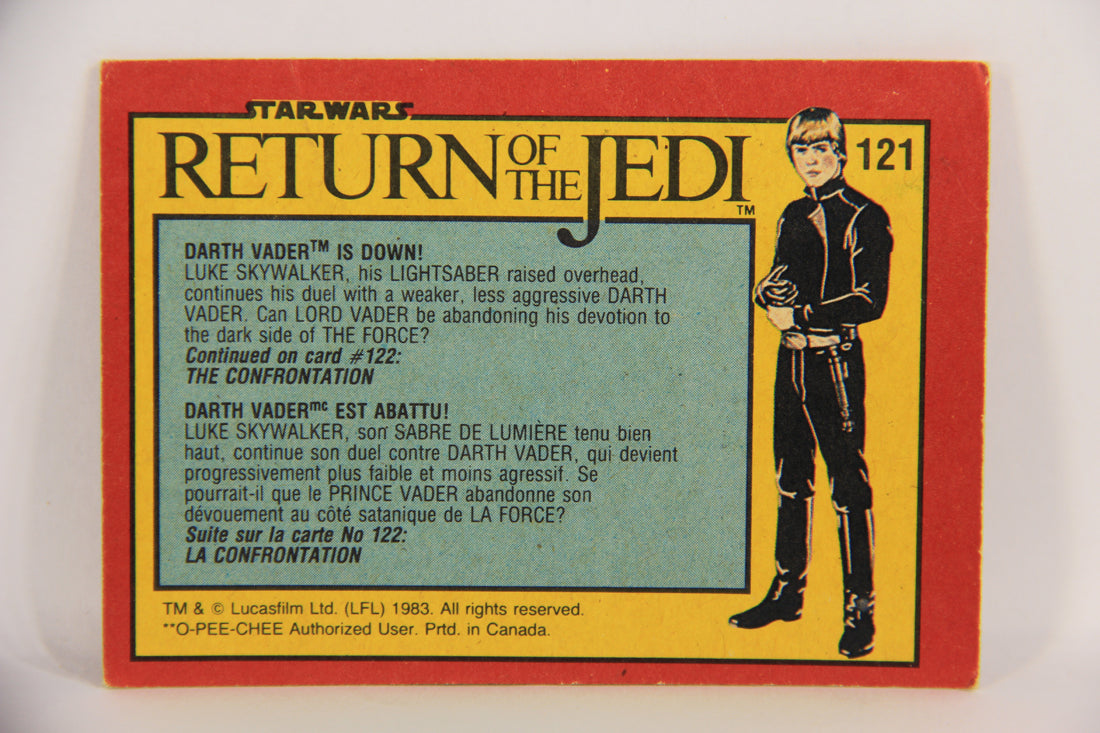 STAR WARS
RETURN OF THE JEDI™
121
DARTH VADER™ IS DOWN!
LUKE SKYWALKER, his LIGHTSABER raised overhead,
continues his duel with a weaker, less aggressive DARTH
VADER. Can LORD VADER be abandoning his devotion to
the dark side of THE FORCE?
Continued on card #122:
THE CONFRONTATION
DARTH VADERmc EST ABATTU!
LUKE SKYWALKER, son SABRE DE LUMIÈRE tenu bien
haut, continue son duel contre DARTH VADER, qui devient
progressivement plus faible et moins agressif. Se
pourrait-il que le PRINCE VADER abandonne son
dévouement au côté satanique de LA FORCE?
Suite sur la carte No 122:
LA CONFRONTATION
TM & © Lucasfilm Ltd. (LFL) 1983. All rights reserved.
**O-PEE-CHEE Authorized User. Prtd. in Canada.